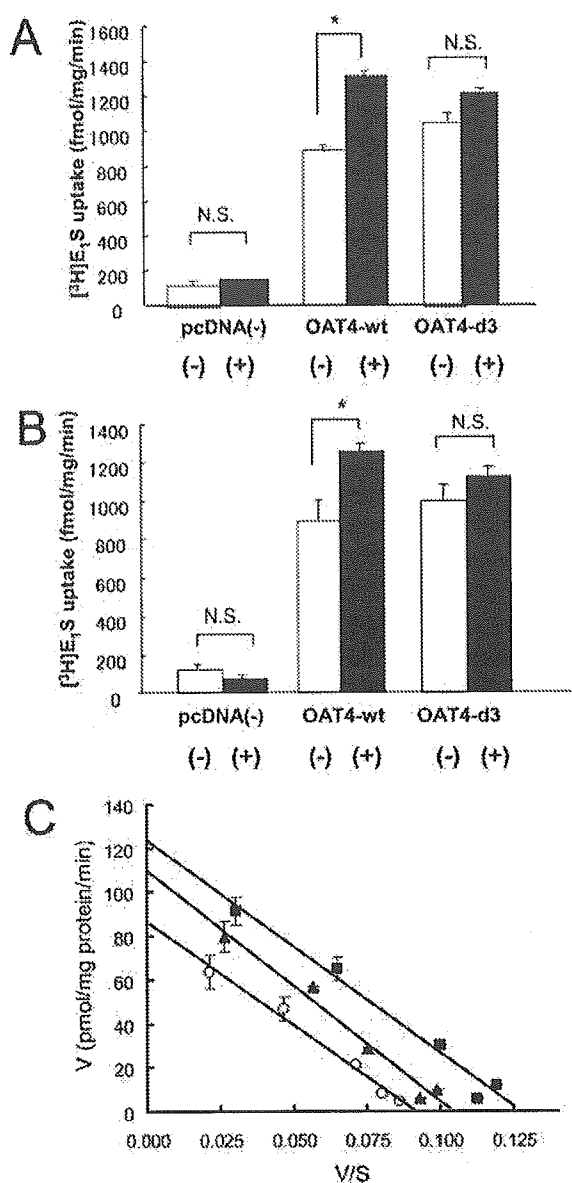 A
[³H]E₁S uptake (fmol/mg/min)
1600
1400
1200
1000
800
600
400
200
0
N.S.
*
N.S.
pcDNA(-) OAT4-wt OAT4-d3
(-) (+) (-) (+) (-) (+)
B
[³H]E₁S uptake (fmol/mg/min)
1400
1200
1000
800
600
400
200
0
N.S.
*
N.S.
pcDNA(-) OAT4-wt OAT4-d3
(-) (+) (-) (+) (-) (+)
C
V (pmol/mg protein/min)
140
120
100
80
60
40
20
0
0.000 0.025 0.050 0.075 0.100 0.125
V/S